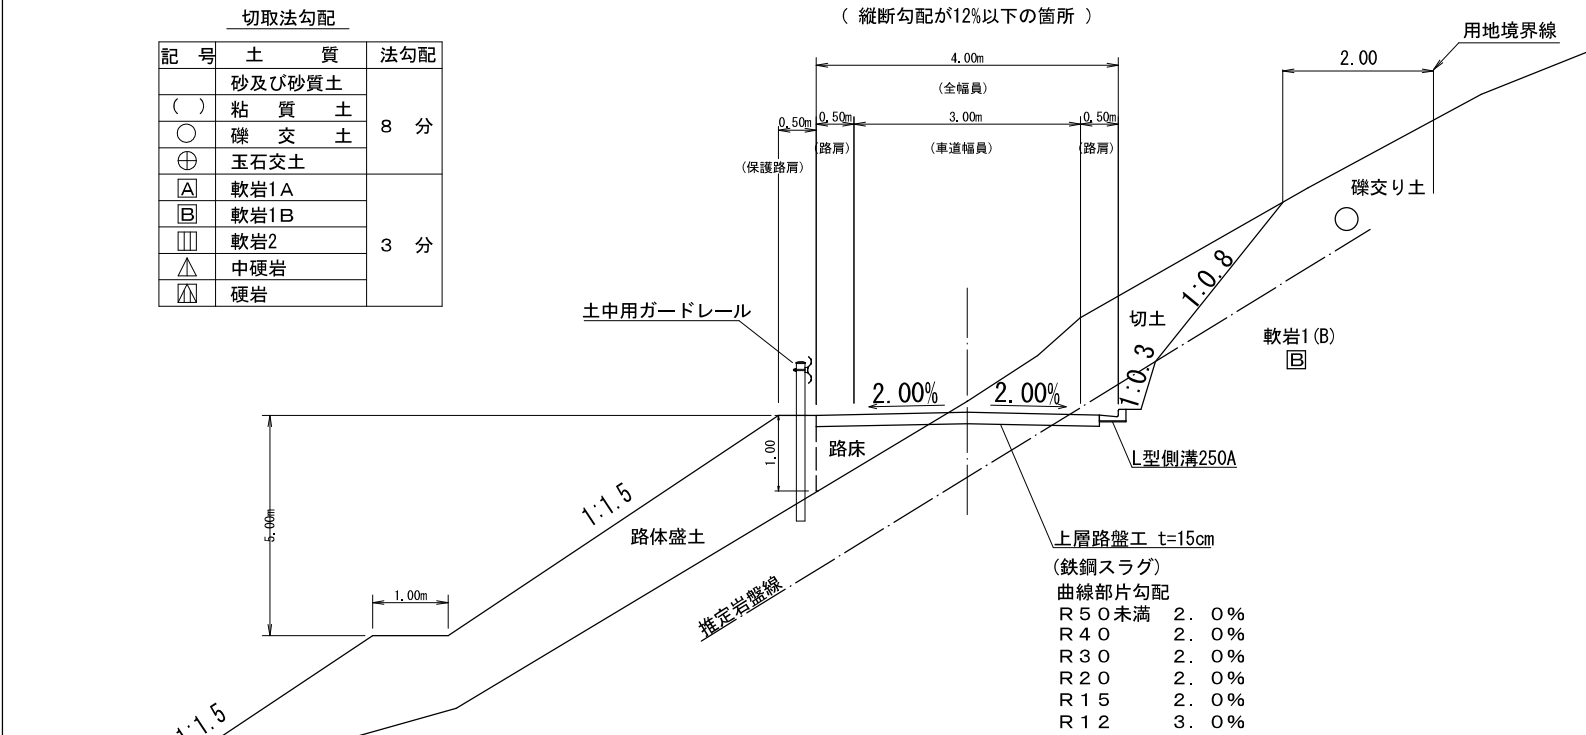 切取法勾配
記 号 土 質 法勾配
砂及び砂質土
( ) 粘 質 土
礫 交 土
8 分
玉石交土
A 軟岩1A
B 軟岩1B
軟岩2
3 分
中硬岩
硬岩
( 縦断勾配が12%以下の箇所 )
4.00m
(全幅員)
0.50m
0.50m
3.00m
0.50m
(保護路肩)
(路肩)
(車道幅員)
(路肩)
2.00
用地境界線
礫交り土
1:0.8
切土
1:0.3
軟岩1(B)
B
土中用ガードレール
2.00%
2.00%
路床
1.00
L型側溝250A
1:1.5
路体盛土
5.00m
1.00m
推定岩盤線
1:1.5
上層路盤工 t=15cm
(鉄鋼スラグ)
曲線部片勾配
R50未満 2. 0%
R40 2. 0%
R30 2. 0%
R20 2. 0%
R15 2. 0%
R12 3. 0%